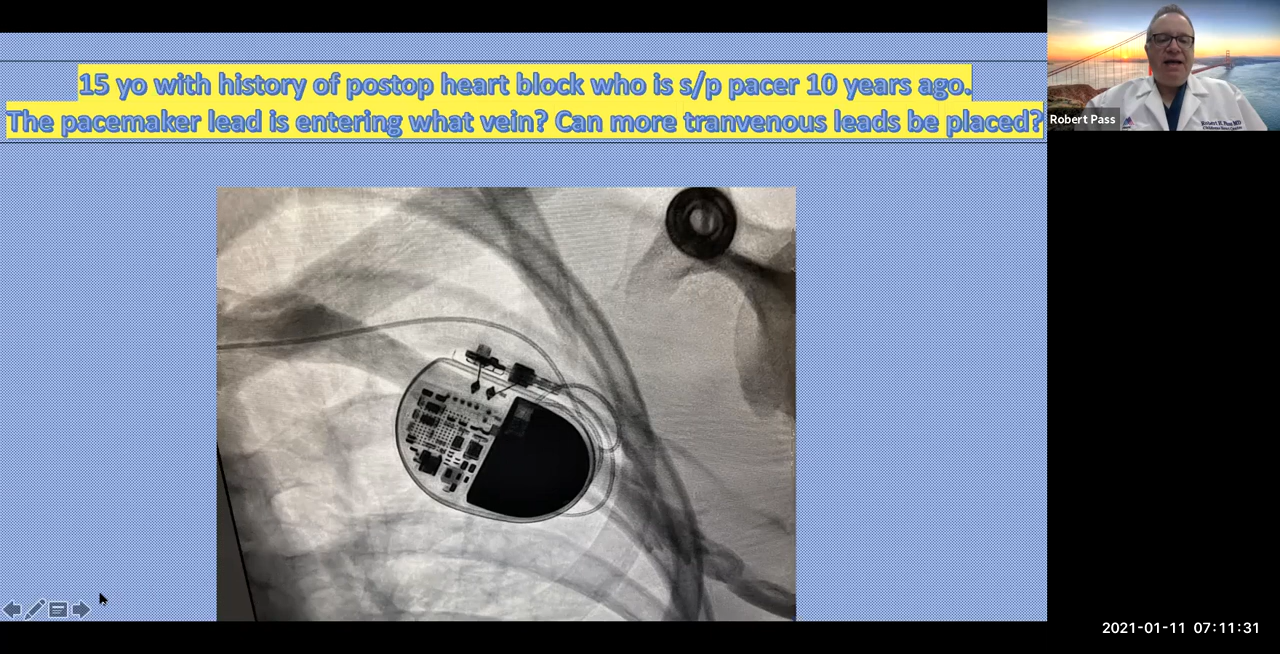 15 yo with history of postop heart block who is s/p pacer 10 years ago.
The pacemaker lead is entering what vein? Can more tranvenous leads be placed?
Robert Pass
2021-01-11 07:11:31